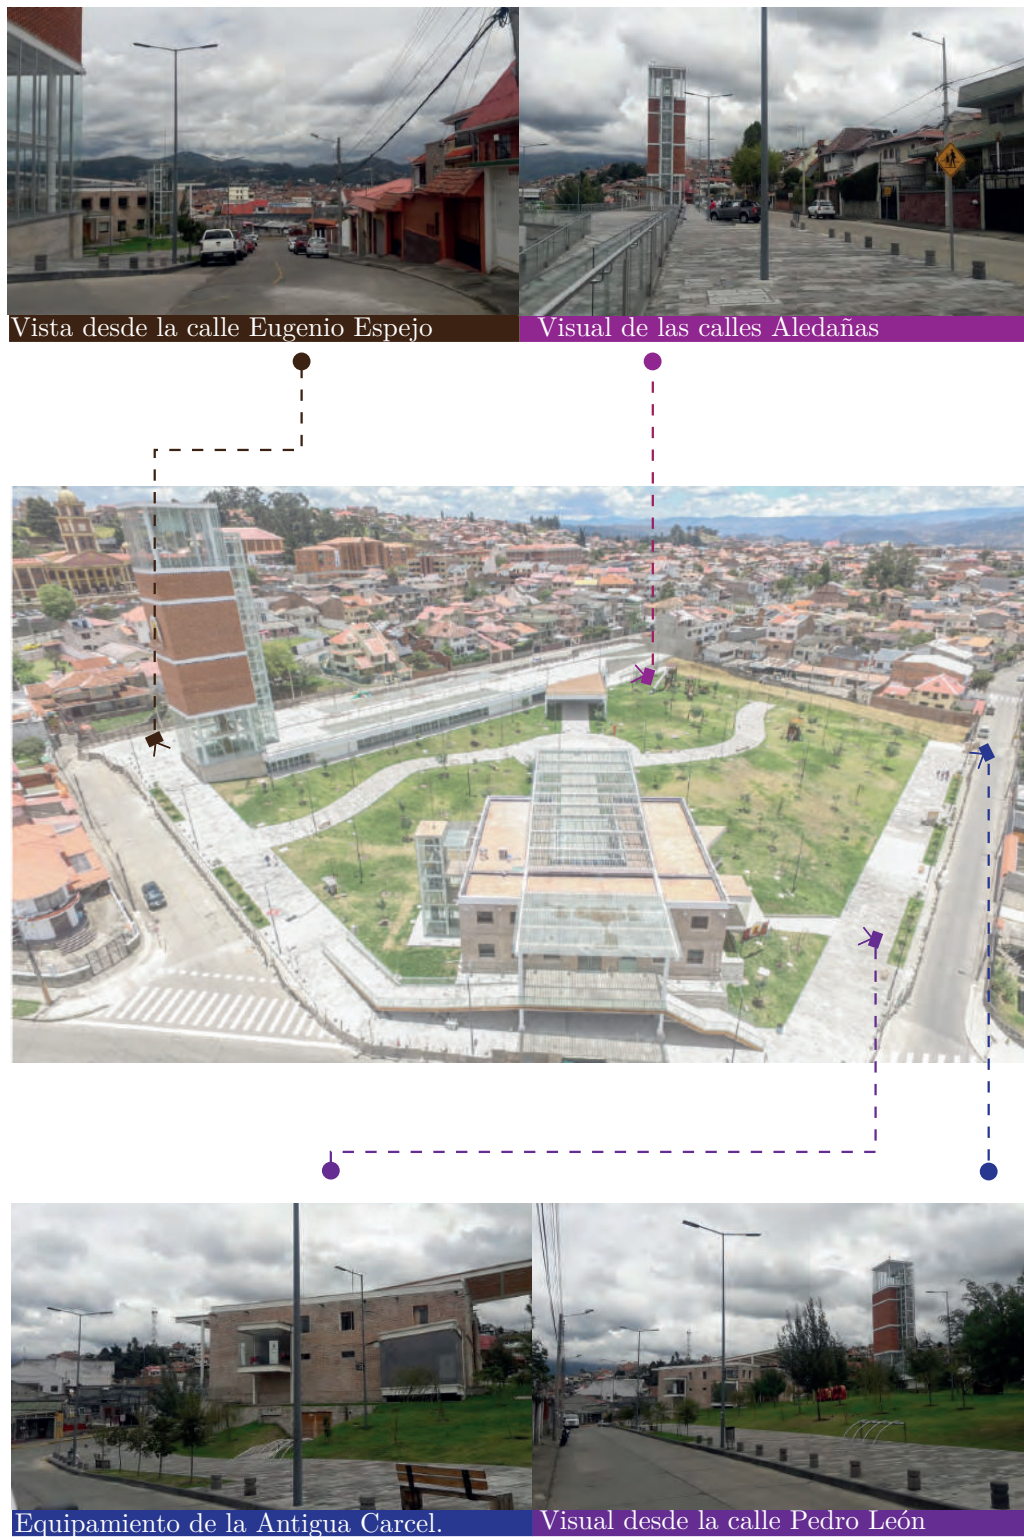 Vista desde la calle Eugenio Espejo
Visual de las calles Aledañas
Equipamiento de la Antigua Carcel.
Visual desde la calle Pedro León